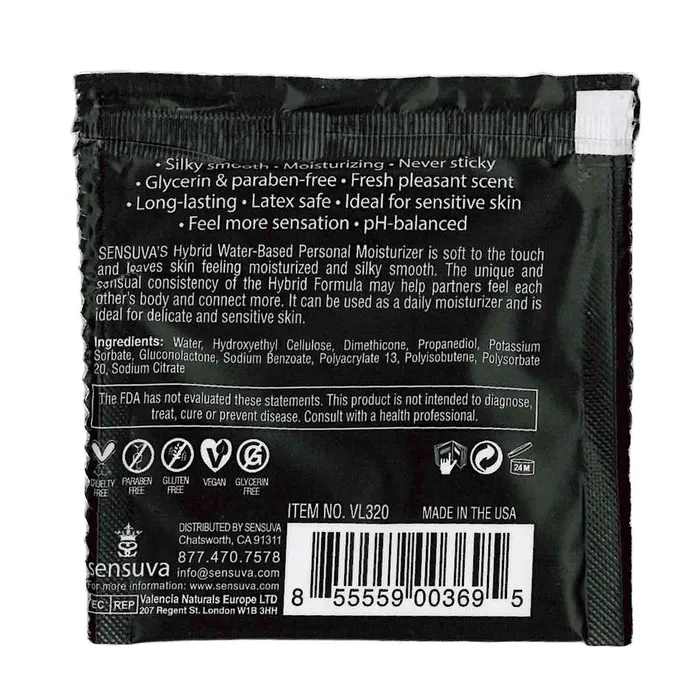 • Silky smooth • Moisturizing • Never sticky
• Glycerin & paraben-free • Fresh pleasant scent
• Long-lasting • Latex safe • Ideal for sensitive skin
• Feel more sensation • pH-balanced
SENSUVA'S Hybrid Water-Based Personal Moisturizer is soft to the touch
and leaves skin feeling moisturized and silky smooth. The unique and
sensual consistency of the Hybrid Formula may help partners feel each
other's body and connect more. It can be used as a daily moisturizer and is
ideal for delicate and sensitive skin.
Ingredients: Water, Hydroxyethyl Cellulose, Dimethicone, Propanediol, Potassium
Sorbate, Gluconolactone, Sodium Benzoate, Polyacrylate 13, Polyisobutene, Polysorbate
20, Sodium Citrate
The FDA has not evaluated these statements. This product is not intended to diagnose,
treat, cure or prevent disease. Consult with a health professional.
CRUELTY FREE
PARABEN FREE
GLUTEN FREE
VEGAN
GLYCERIN FREE
24 M
ITEM NO. VL320 MADE IN THE USA
DISTRIBUTED BY SENSUVA
Chatsworth, CA 91311
877.470.7578
sensuva info@sensuva.com
For more information: www.sensuva.com
EC REP Valencia Naturals Europe LTD
207 Regent St. London W1B 3HH
8 55559 00369 5